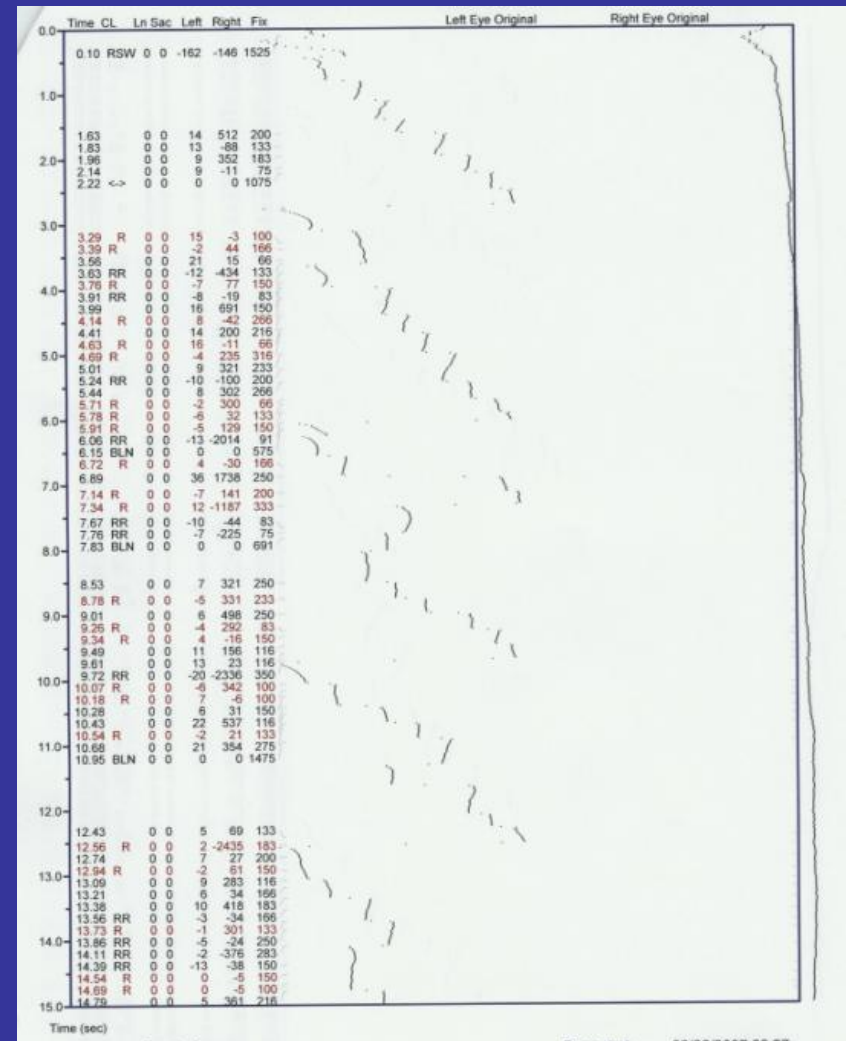 Time CL Ln Sac Left Right Fix Left Eye Original Right Eye Original
0.0
0.10 RSW 0 0 -162 -146 1525
1.0
1.63 0 0 14 512 200
1.83 0 0 13 -88 133
1.96 0 0 9 352 183
2.0
2.14 0 0 9 -11 75
2.22 <-> 0 0 0 0 1075
3.0
3.29 R 0 0 15 -3 100
3.39 R 0 0 -2 44 166
3.56 0 0 21 15 66
3.63 RR 0 0 -12 -434 133
3.76 R 0 0 -7 77 150
3.91 RR 0 0 -8 -19 83
4.0
3.99 0 0 16 691 150
4.14 R 0 0 8 -42 266
4.41 0 0 14 200 216
4.63 R 0 0 16 -11 66
4.69 R 0 0 -4 235 316
5.0
5.01 0 0 9 321 233
5.24 RR 0 0 -10 -100 200
5.44 0 0 8 302 266
5.71 R 0 0 -2 300 66
5.78 R 0 0 -6 32 133
5.91 R 0 0 -5 129 150
6.0
6.06 RR 0 0 -13 -2014 91
6.15 BLN 0 0 0 0 575
6.72 R 0 0 4 -30 166
6.89 0 0 36 1738 250
7.0
7.14 R 0 0 -7 141 200
7.34 R 0 0 12 -1187 333
7.67 RR 0 0 -10 -44 83
7.76 RR 0 0 -7 -225 75
7.83 BLN 0 0 0 0 691
8.0
8.53 0 0 7 321 250
8.78 R 0 0 -5 331 233
9.0
9.01 0 0 6 498 250
9.26 R 0 0 -4 292 83
9.34 R 0 0 4 -16 150
9.49 0 0 11 156 116
9.61 0 0 13 23 116
9.72 RR 0 0 -20 -2336 350
10.0
10.07 R 0 0 -6 342 100
10.18 R 0 0 7 -6 100
10.28 0 0 6 31 150
10.43 0 0 22 537 116
10.54 R 0 0 -2 21 133
10.68 0 0 21 354 275
11.0
10.95 BLN 0 0 0 0 1475
12.0
12.43 0 0 5 69 133
12.56 R 0 0 2 -2435 183
12.74 0 0 7 27 200
12.94 R 0 0 -2 61 150
13.0
13.09 0 0 9 283 116
13.21 0 0 6 34 166
13.38 0 0 10 418 183
13.56 RR 0 0 -3 -34 166
13.73 R 0 0 -1 301 133
13.86 RR 0 0 -5 -24 250
14.0
14.11 RR 0 0 -2 -376 283
14.39 RR 0 0 -13 -38 150
14.54 R 0 0 0 -5 150
14.69 R 0 0 0 -5 100
15.0
14.79 0 0 5 361 216
Time (sec)